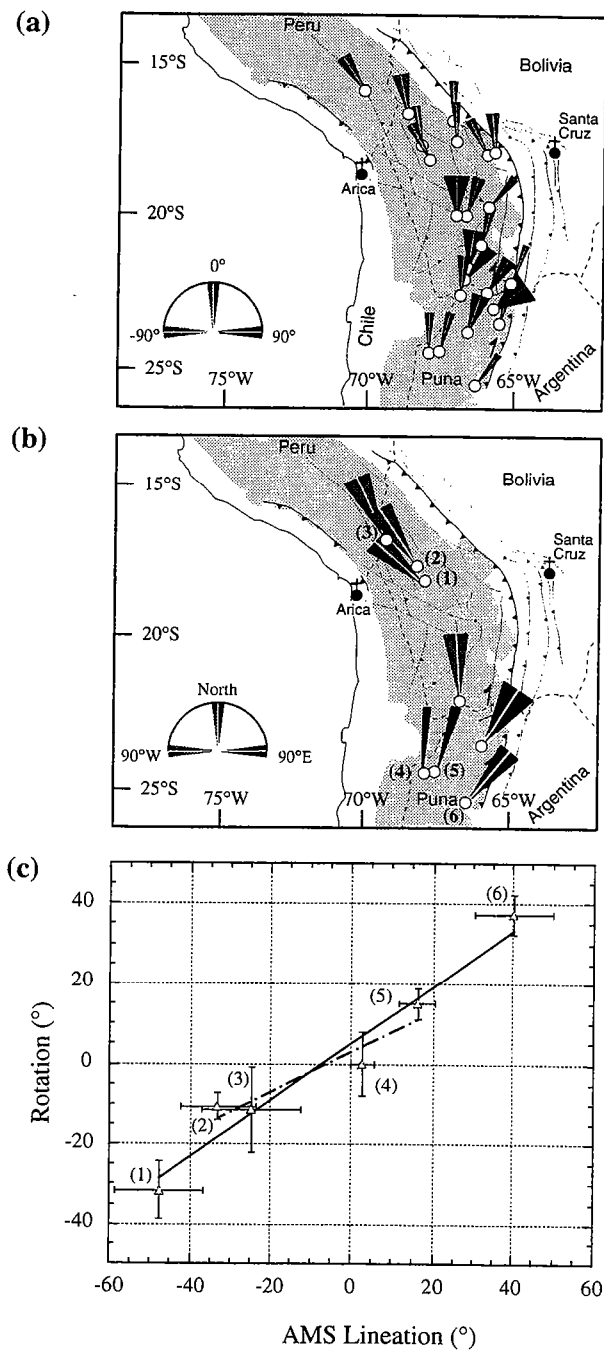 (a)
Peru
15°S
Bolivia
Santa
Cruz
Arica
20°S
0°
-90°
90°
Chile
Puna
25°S
75°W
70°W
65°W
Argentina
(b)
Peru
15°S
Bolivia
(3)
(2)
(1)
Santa
Cruz
Arica
20°S
North
90°W
90°E
(4)
(5)
Puna
(6)
25°S
75°W
70°W
65°W
Argentina
(c)
Rotation (°)
40
20
0
-20
-40
(6)
(5)
(3)
(4)
(2)
(1)
-60
-40
-20
0
20
40
60
AMS Lineation (°)